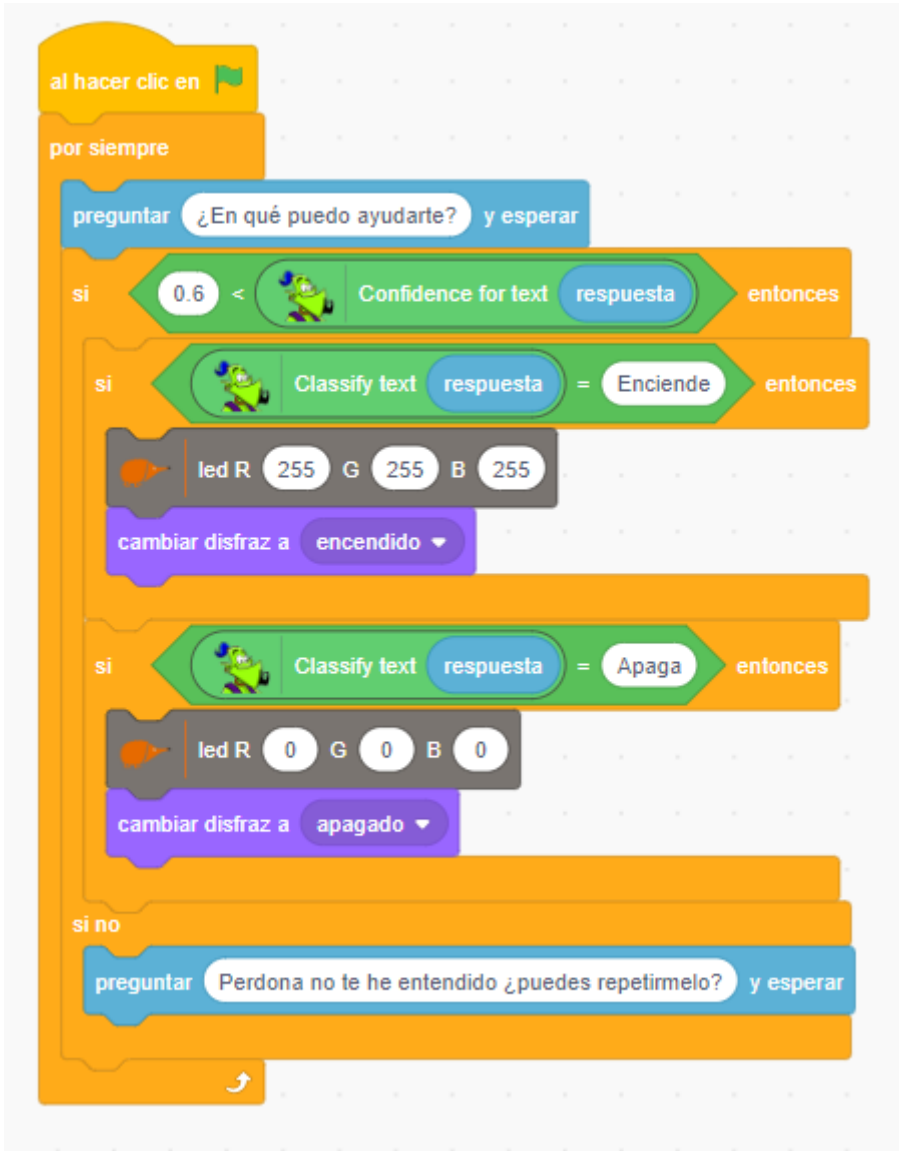 al hacer clic en
por siempre
preguntar ¿En qué puedo ayudarte? y esperar
si 0.6 < Confidence for text respuesta entonces
si Classify text respuesta = Enciende entonces
led R 255 G 255 B 255
cambiar disfraz a encendido
si Classify text respuesta = Apaga entonces
led R 0 G 0 B 0
cambiar disfraz a apagado
si no
preguntar Perdona no te he entendido ¿puedes repetirmelo? y esperar